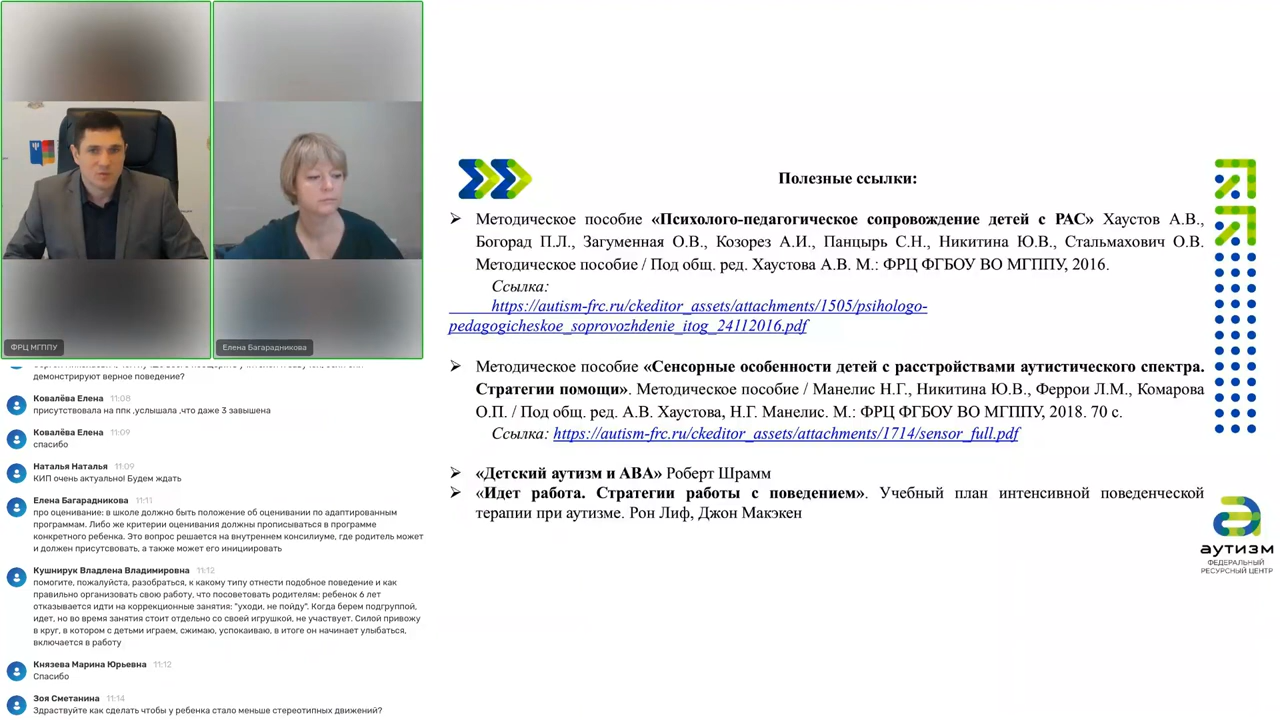 ФРЦ МГППУ
Елена Багарадникова
демонстрируют верное поведение?
Ковалёва Елена 11:08
присутствовала на ппк ,услышала ,что даже 3 завышена
Ковалёва Елена 11:09
спасибо
Наталья Наталья 11:09
КИП очень актуально! Будем ждать
Елена Багарадникова 11:11
про оценивание: в школе должно быть положение об оценивании по адаптированным
программам. Либо же критерии оценивания должны прописываться в программе
конкретного ребенка. Это вопрос решается на внутреннем консилиуме, где родитель может
и должен присутсвовать, а также может его инициировать
Кушнирук Владлена Владимировна 11:12
помогите, пожалуйста, разобраться, к какому типу отнести подобное поведение и как
правильно организовать свою работу, что посоветовать родителям: ребенок 6 лет
отказывается идти на коррекционные занятия: "уходи, не пойду". Когда берем подгруппой,
идет, но во время занятия стоит отдельно со своей игрушкой, не участвует. Силой привожу
в круг, в котором с детьми играем, сжимаю, успокаиваю, в итоге он начинает улыбаться,
включается в работу
Князева Марина Юрьевна 11:12
Спасибо
Зоя Сметанина 11:14
Здраствуйте как сделать чтобы у ребенка стало меньше стереотипных движений?
Полезные ссылки:
Методическое пособие «Психолого-педагогическое сопровождение детей с РАС» Хаустов А.В.,
Богорад П.Л., Загуменная О.В., Козорез А.И., Панцырь С.Н., Никитина Ю.В., Стальмахович О.В.
Методическое пособие / Под общ. ред. Хаустова А.В. М.: ФРЦ ФГБОУ ВО МГППУ, 2016.
Ссылка:
https://autism-frc.ru/ckeditor_assets/attachments/1505/psihologo-
pedagogicheskoe_soprovozhdenie_itog_24112016.pdf
Методическое пособие «Сенсорные особенности детей с расстройствами аутистического спектра.
Стратегии помощи». Методическое пособие / Манелис Н.Г., Никитина Ю.В., Феррои Л.М., Комарова
О.П. / Под общ. ред. А.В. Хаустова, Н.Г. Манелис. М.: ФРЦ ФГБОУ ВО МГППУ, 2018. 70 с.
Ссылка: https://autism-frc.ru/ckeditor_assets/attachments/1714/sensor_full.pdf
«Детский аутизм и АВА» Роберт Шрамм
«Идет работа. Стратегии работы с поведением». Учебный план интенсивной поведенческой
терапии при аутизме. Рон Лиф, Джон Макэкен
аутизм
ФЕДЕРАЛЬНЫЙ
РЕСУРСНЫЙ ЦЕНТР